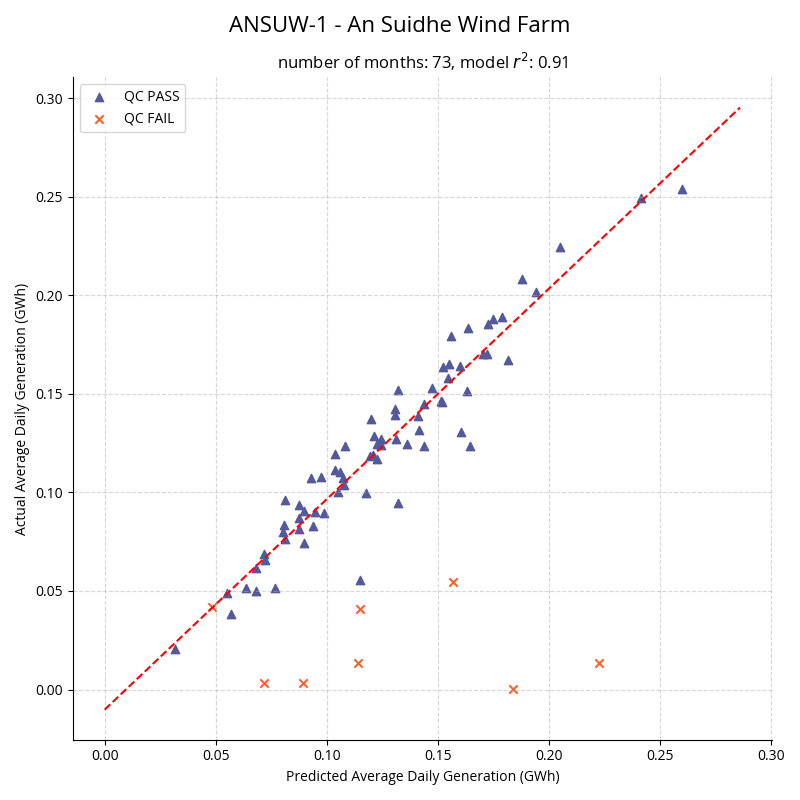 ANSUW-1 - An Suidhe Wind Farm
number of months: 73, model r²: 0.91
QC PASS
QC FAIL
0.30
0.25
0.20
0.15
0.10
0.05
0.00
Actual Average Daily Generation (GWh)
0.00 0.05 0.10 0.15 0.20 0.25 0.30
Predicted Average Daily Generation (GWh)